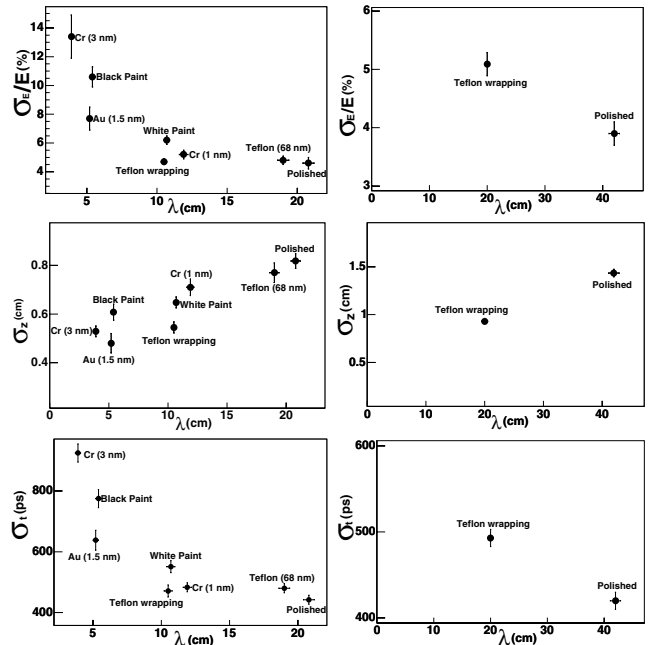 14
12
10
8
6
4
σE/E(%)
Cr (3 nm)
Black Paint
Au (1.5 nm)
White Paint
Cr (1 nm)
Teflon wrapping
Teflon (68 nm)
Polished
5
10
15
20
λ(cm)
6
5
4
3
σE/E(%)
Teflon wrapping
Polished
0
10
20
30
40
λ(cm)
0.8
0.6
0.4
σz(cm)
Polished
Cr (1 nm)
Teflon (68 nm)
Black Paint
White Paint
Cr (3 nm)
Teflon wrapping
Au (1.5 nm)
0
5
10
15
20
λ(cm)
1.5
1
0.5
0
σz(cm)
Teflon wrapping
Polished
0
10
20
30
40
λ(cm)
800
600
400
σt(ps)
Cr (3 nm)
Black Paint
Au (1.5 nm)
White Paint
Teflon wrapping
Cr (1 nm)
Teflon (68 nm)
Polished
5
10
15
20
λ(cm)
600
500
400
σt(ps)
Teflon wrapping
Polished
0
10
20
30
40
λ(cm)